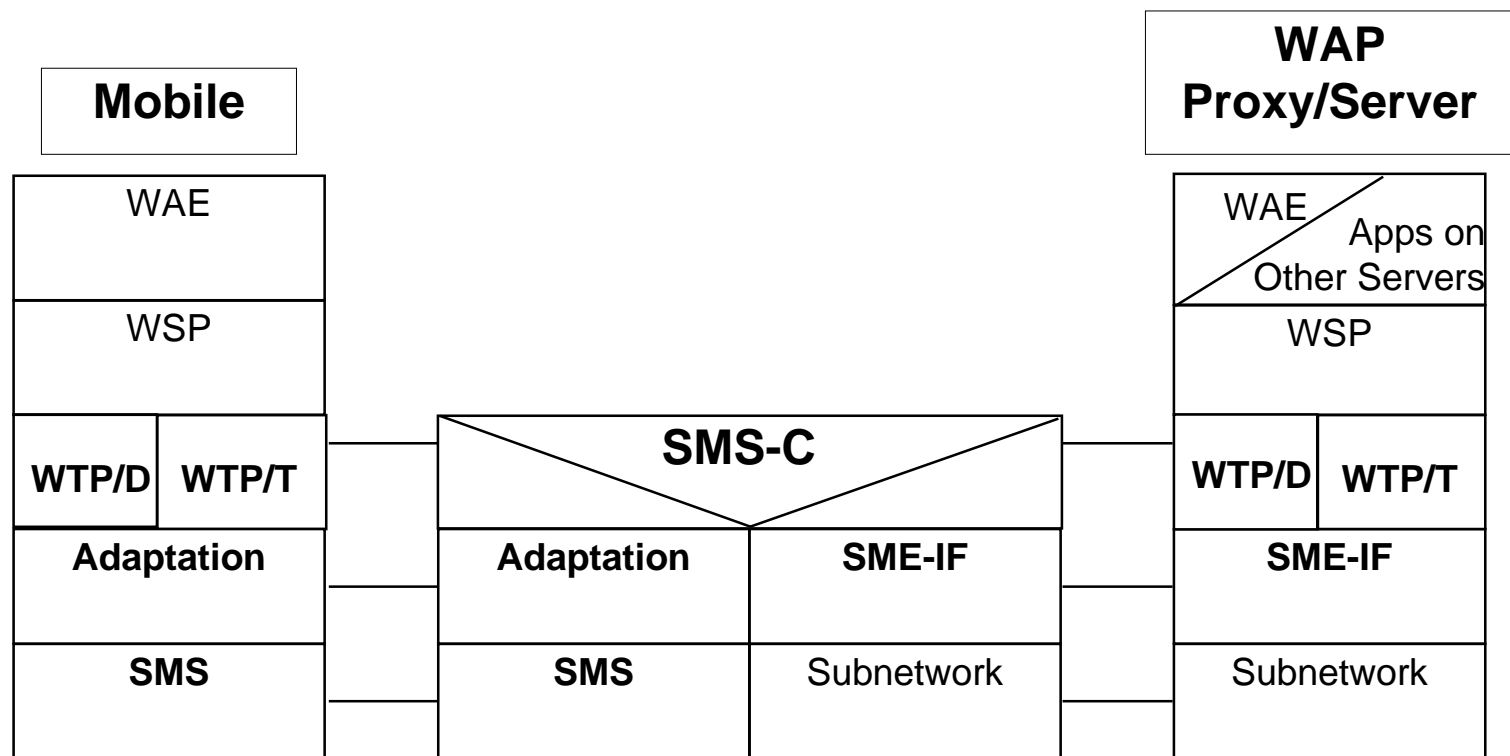 Mobile
WAP
Proxy/Server
WAE
WSP
WTP/D WTP/T
Adaptation
SMS
SMS-C
Adaptation SME-IF
SMS Subnetwork
WAE
Apps on
Other Servers
WSP
WTP/D WTP/T
SME-IF
Subnetwork